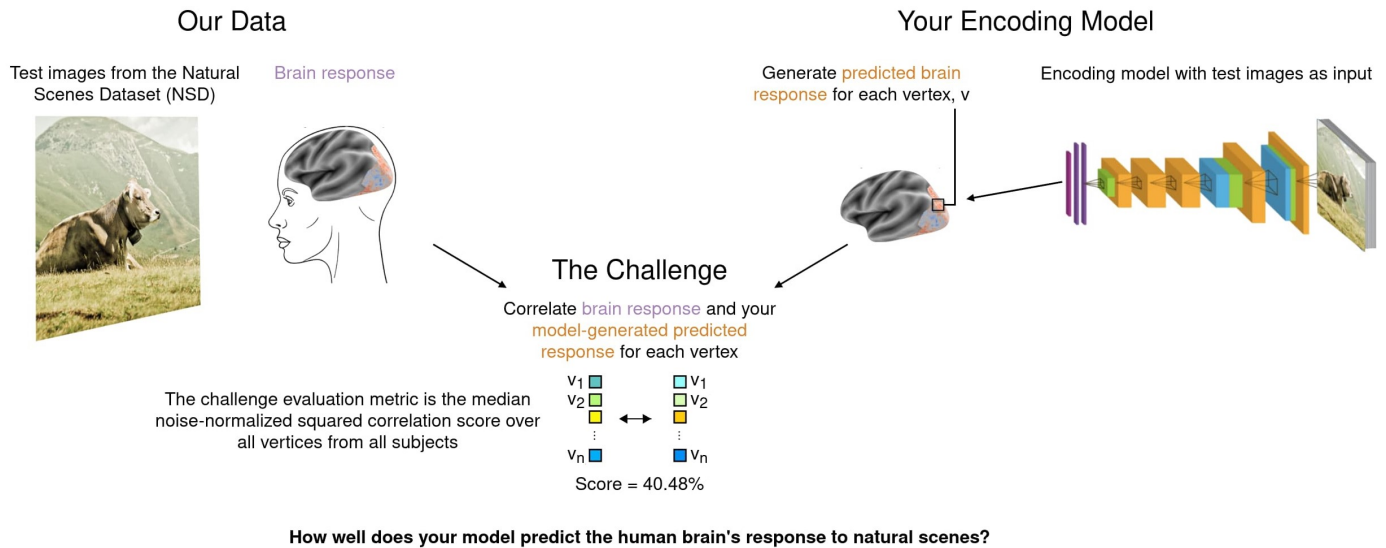 Our Data
Test images from the Natural
Scenes Dataset (NSD)
Brain response
Your Encoding Model
Generate predicted brain
response for each vertex, v
Encoding model with test images as input
The Challenge
Correlate brain response and your
model-generated predicted
response for each vertex
The challenge evaluation metric is the median
noise-normalized squared correlation score over
all vertices from all subjects
v1 v1
v2 v2
⋮ ⋮
vn vn
Score = 40.48%
How well does your model predict the human brain's response to natural scenes?